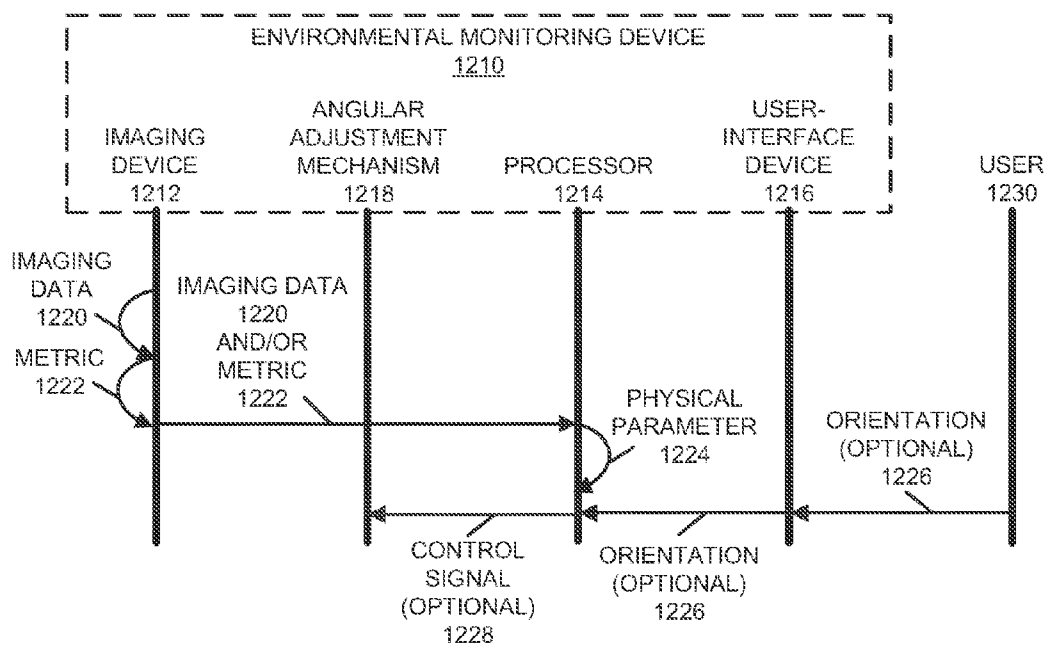 ENVIRONMENTAL MONITORING DEVICE
1210
IMAGING
DEVICE
1212
ANGULAR
ADJUSTMENT
MECHANISM
1218
PROCESSOR
1214
USER-
INTERFACE
DEVICE
1216
USER
1230
IMAGING
DATA
1220
METRIC
1222
IMAGING DATA
1220
AND/OR
METRIC
1222
PHYSICAL
PARAMETER
1224
ORIENTATION
(OPTIONAL)
1226
CONTROL
SIGNAL
(OPTIONAL)
1228
ORIENTATION
(OPTIONAL)
1226